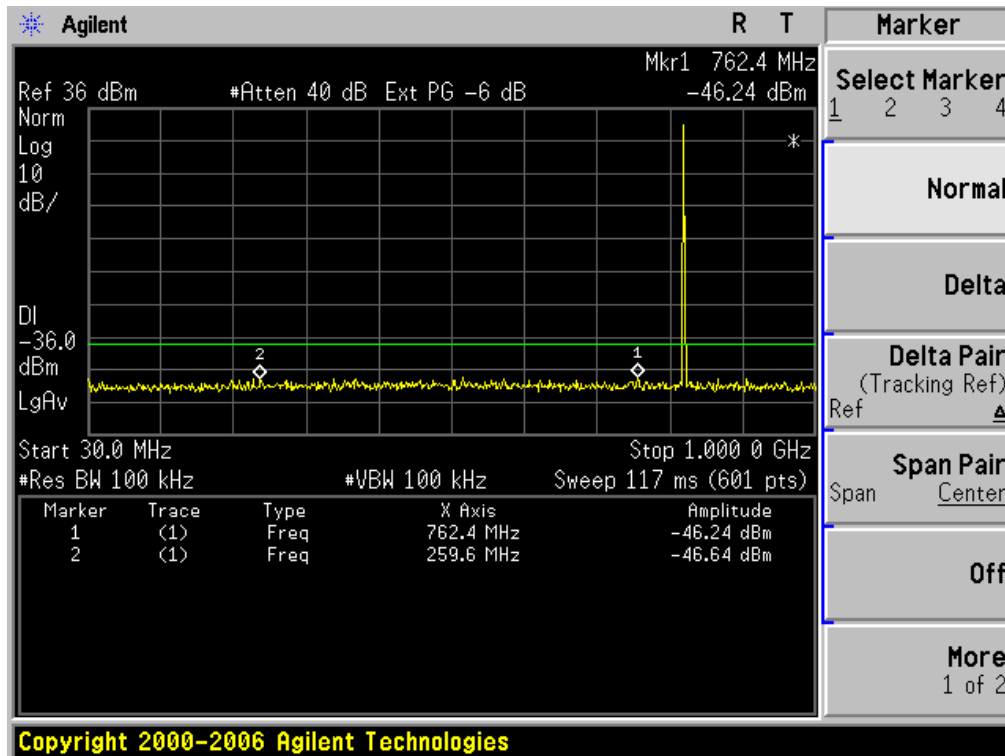 Agilent
R T
Marker
Mkr1 762.4 MHz
Ref 36 dBm #Atten 40 dB Ext PG -6 dB -46.24 dBm
Norm
Log
10
dB/
DI
-36.0
dBm
LgAv
2
1
*
Start 30.0 MHz Stop 1.000 0 GHz
#Res BW 100 kHz #VBW 100 kHz Sweep 117 ms (601 pts)
Marker Trace Type X Axis Amplitude
1 (1) Freq 762.4 MHz -46.24 dBm
2 (1) Freq 259.6 MHz -46.64 dBm
Select Marker
1 2 3 4
Normal
Delta
Delta Pair
(Tracking Ref)
Ref Δ
Span Pair
Span Center
Off
More
1 of 2
Copyright 2000-2006 Agilent Technologies